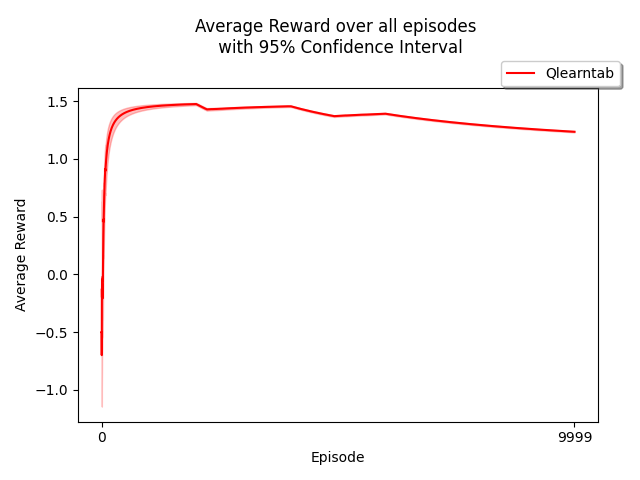 Average Reward over all episodes
with 95% Confidence Interval
Qlearntab
1.5
1.0
0.5
0.0
−0.5
−1.0
Average Reward
0
9999
Episode